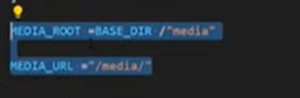 MEDIA_ROOT =BASE_DIR /"media"
MEDIA_URL ="/media/"